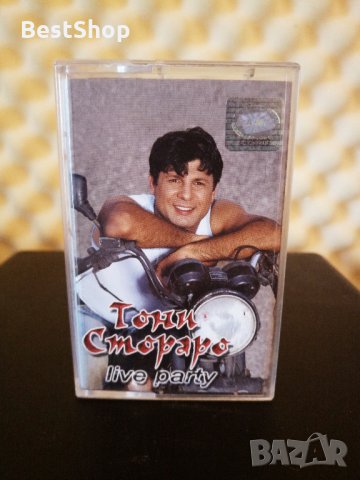 BestShop
Тони
Стораро
live party
BAZAR